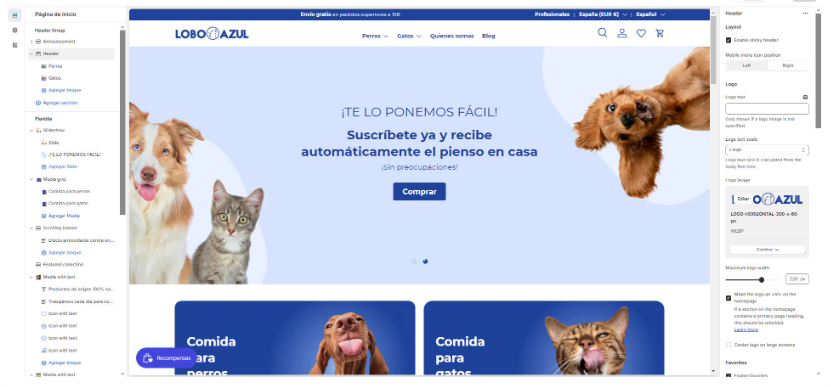 Página de inicio
Header Group
Announcement
Header
Perros
Gatos
Agregar bloque
Agregar sección
Plantilla
Slideshow
Slide
¡TE LO PONEMOS FÁCIL!
Agregar Slide
Media grid
Comida para perros
Comida para gatos
Agregar Media
Scrolling banner
Efecto antioxidante contra en...
Agregar bloque
Featured collection
Media with text
Productos de origen 100% na...
Trabajamos cada día para co...
Icon with text
Icon with text
Icon with text
Icon with text
Agregar bloque
Media with text
Envío gratis en pedidos superiores a 15€
Profesionales | España (EUR €) | Español
LOBO AZUL
Perros Gatos Quienes somos Blog
¡TE LO PONEMOS FÁCIL!
Suscríbete ya y recibe
automáticamente el pienso en casa
¡Sin preocupaciones!
Comprar
Comida
para
perros
Comida
para
gatos
Recompensas
Header
Layout
Enable sticky header
Mobile menu icon position
Left Right
Logo
Logo text
Only shows if a logo image is not
specified.
Logo text scale
Large
Logo text size is calculated from the
body font size.
Logo image
Editar
O AZUL
LOGO-HORIZONTAL-390-x-80-
px
WEBP
Cambiar
Maximum logo width
px
Make the logo an <h1> on the
homepage
If a section on the homepage
contains a primary page heading,
this should be unticked.
Learn more
Center logo on large screens
Favorites
Enable favorites